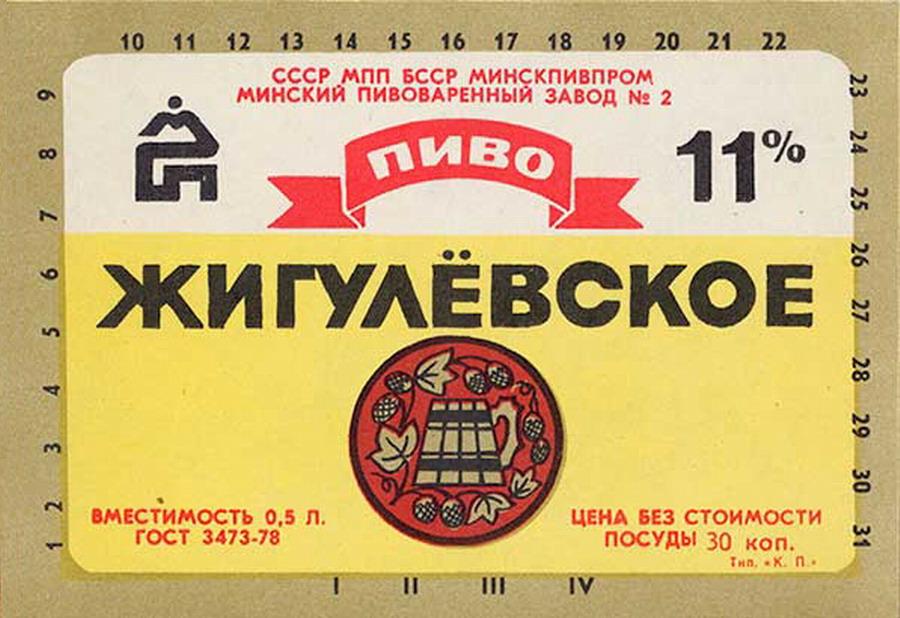 10 11 12 13 14 15 16 17 18 19 20 21 22
СССР МПП БССР МИНСКПИВПРОМ
МИНСКИЙ ПИВОВАРЕННЫЙ ЗАВОД № 2
ПИВО
11%
ЖИГУЛЁВСКОЕ
ВМЕСТИМОСТЬ 0,5 Л.
ГОСТ 3473-78
ЦЕНА БЕЗ СТОИМОСТИ
ПОСУДЫ 30 КОП.
Тип. «К. П.»
1 2 3 4 5 6 7 8 9
23 24 25 26 27 28 29 30 31
I II III IV